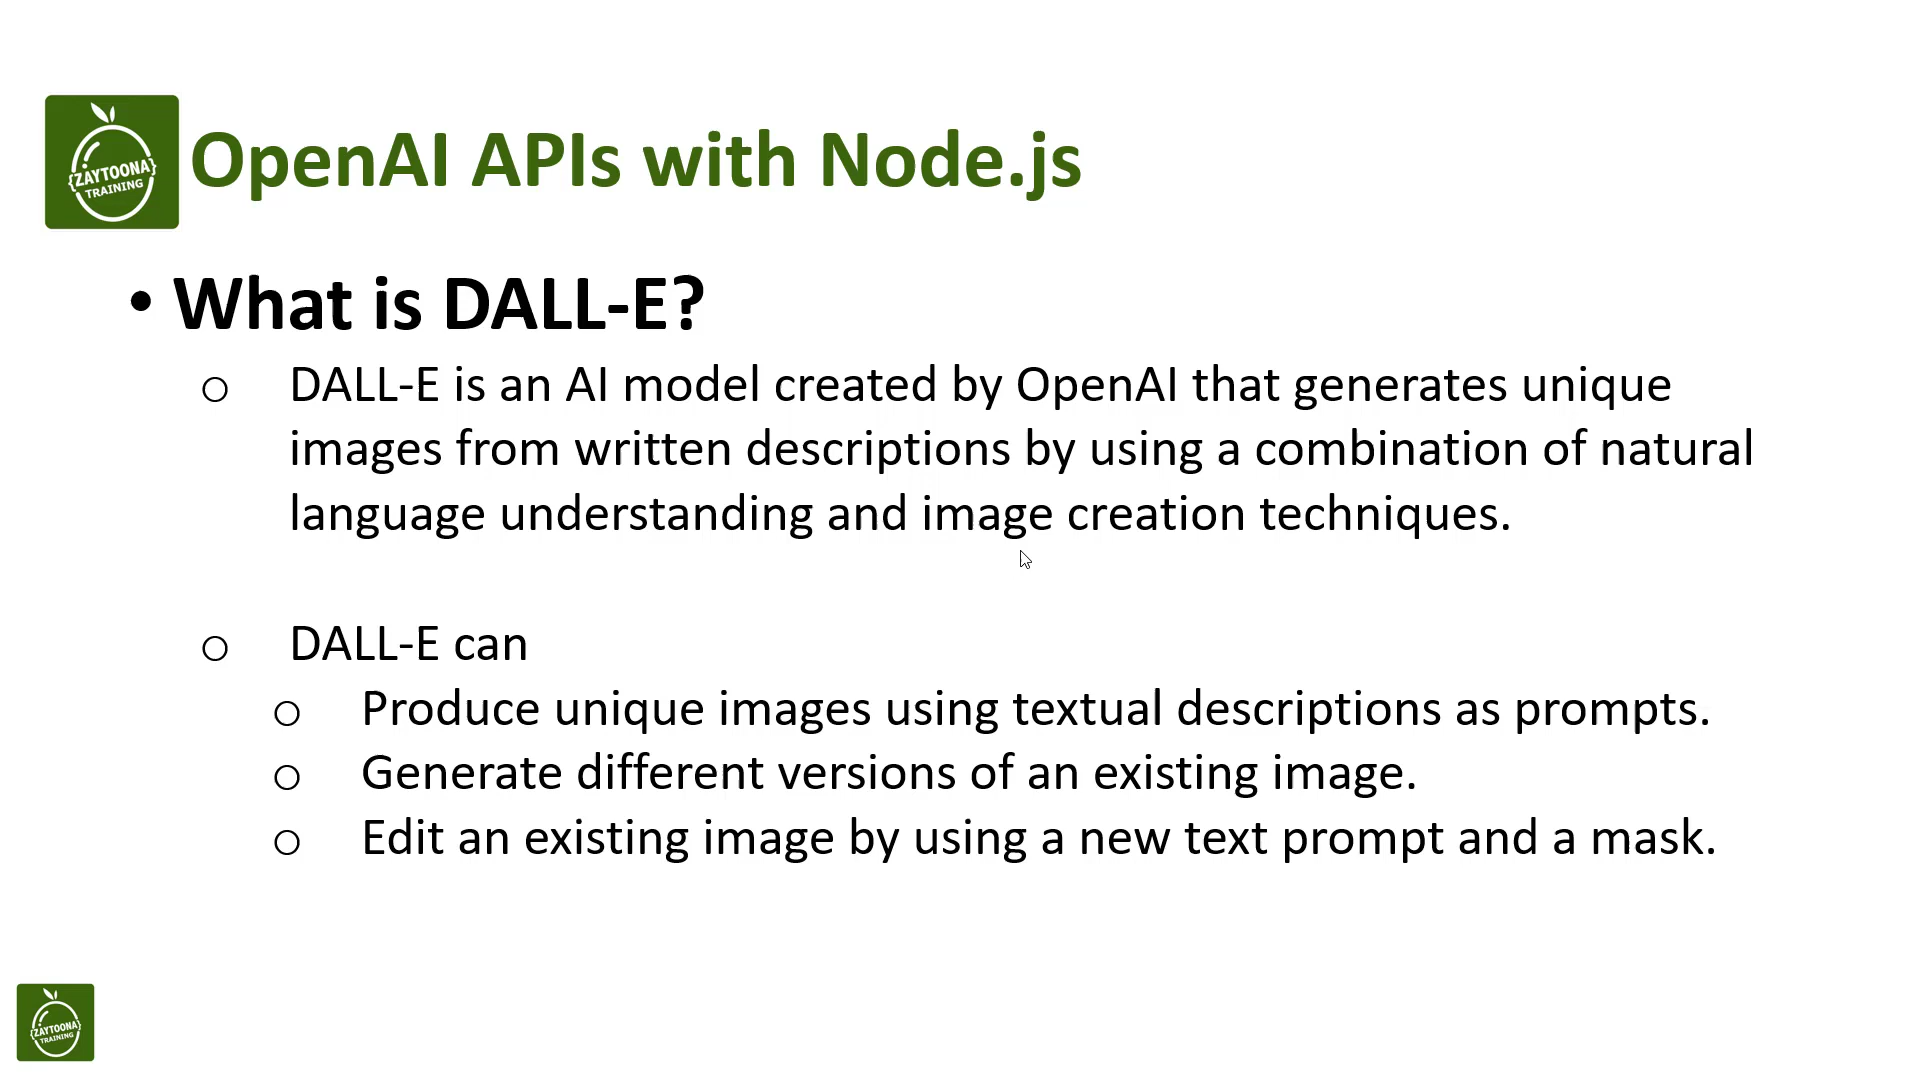 {ZAYTOONA}
TRAINING
OpenAI APIs with Node.js
• What is DALL-E?
o DALL-E is an AI model created by OpenAI that generates unique
images from written descriptions by using a combination of natural
language understanding and image creation techniques.
o DALL-E can
o Produce unique images using textual descriptions as prompts.
o Generate different versions of an existing image.
o Edit an existing image by using a new text prompt and a mask.
{ZAYTOONA}
TRAINING